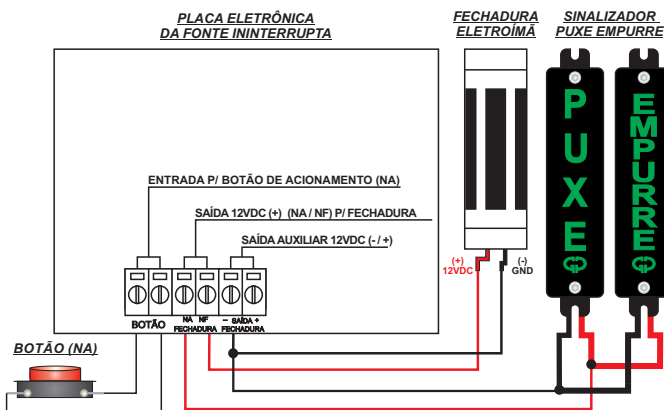 PLACA ELETRÔNICA
DA FONTE ININTERRUPTA
FECHADURA
ELETROÍMÃ
SINALIZADOR
PUXE EMPURRE
PUXE
EMPURRE
ENTRADA P/ BOTÃO DE ACIONAMENTO (NA)
SAÍDA 12VDC (+) (NA / NF) P/ FECHADURA
SAÍDA AUXILIAR 12VDC (- / +)
(+)
12VDC
(-)
GND
BOTÃO
NA NF
FECHADURA
- SAÍDA +
FECHADURA
BOTÃO (NA)